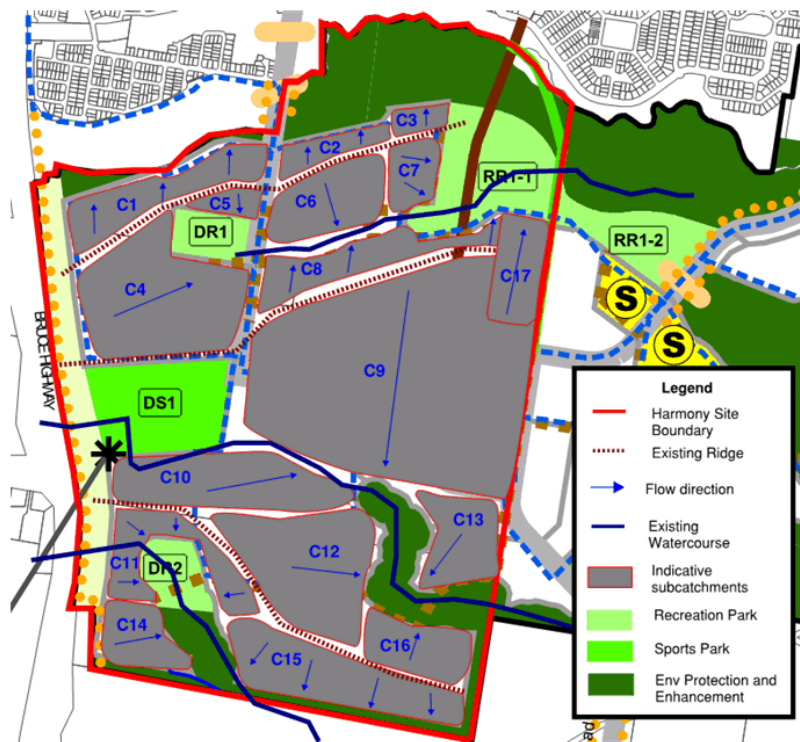 C3
C2
C7
RR1-1
C1
C5
C6
DR1
RR1-2
C8
C17
C4
S
BRUCE HIGHWAY
S
C9
DS1
C10
C13
C12
C11
DR2
C14
C16
C15
Legend
Harmony Site
Boundary
Existing Ridge
Flow direction
Existing
Watercourse
Indicative
subcatchments
Recreation Park
Sports Park
Env Protection and
Enhancement